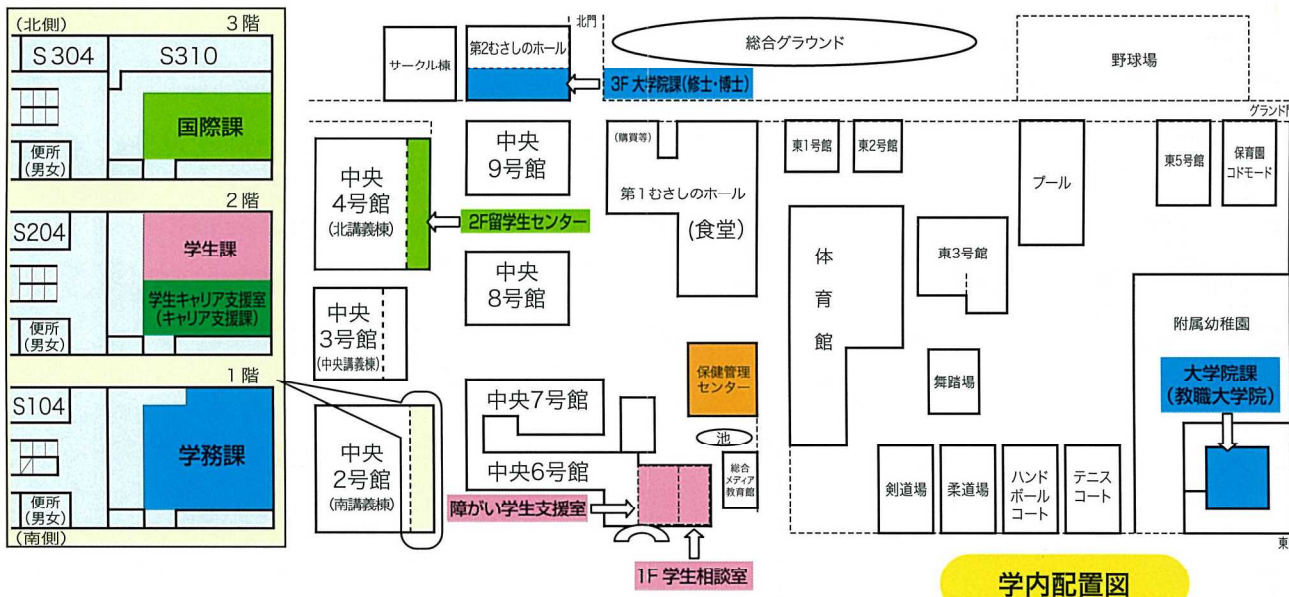 (北側)
3階
S304
S310
国際課
便所
(男女)
2階
S204
学生課
学生キャリア支援室
(キャリア支援課)
便所
(男女)
1階
S104
学務課
便所
(男女)
(南側)
北門
サークル棟
第2むさしのホール
3F 大学院課(修士・博士)
総合グラウンド
野球場
グランド門
中央
4号館
(北講義棟)
2F留学生センター
中央
9号館
(購買等)
第1むさしのホール
(食堂)
東1号館
東2号館
プール
東5号館
保育園
コドモード
中央
8号館
体育館
東3号館
中央
3号館
(中央講義棟)
保健管理
センター
舞踏場
附属幼稚園
大学院課
(教職大学院)
中央7号館
池
中央
2号館
(南講義棟)
中央6号館
総合
メディア
教育館
障がい学生支援室
1F 学生相談室
剣道場
柔道場
ハンド
ボール
コート
テニス
コート
東
学内配置図